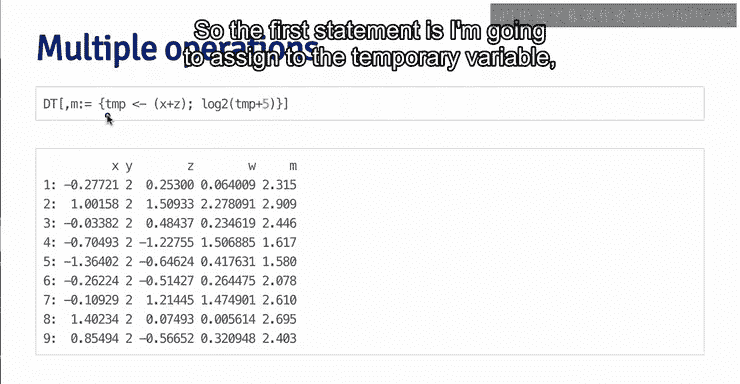 So the first statement is I'm going
to assign to the temporary variable,
Multiple operations
DT[,m:= {tmp <- (x+z); log2(tmp+5)}]
x y z w m
1: -0.27721 2 0.25300 0.064009 2.315
2: 1.00158 2 1.50933 2.278091 2.909
3: -0.03382 2 0.48437 0.234619 2.446
4: -0.70493 2 -1.22755 1.506885 1.617
5: -1.36402 2 -0.64624 0.417631 1.580
6: -0.26224 2 -0.51427 0.264475 2.078
7: -0.10929 2 1.21445 1.474901 2.610
8: 1.40234 2 0.07493 0.005614 2.695
9: 0.85494 2 -0.56652 0.320948 2.403